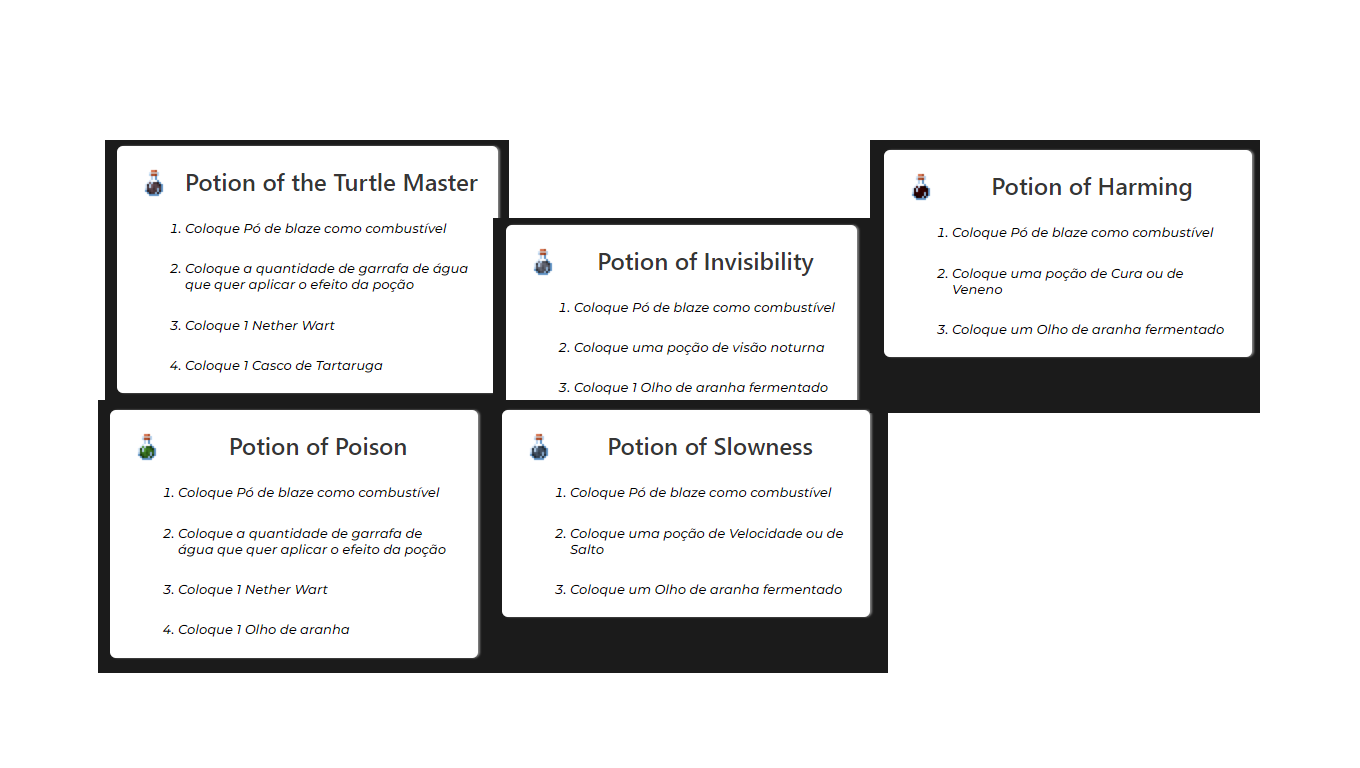 Potion of the Turtle Master
1. Coloque Pó de blaze como combustível
2. Coloque a quantidade de garrafa de água
que quer aplicar o efeito da poção
3. Coloque 1 Nether Wart
4. Coloque 1 Casco de Tartaruga
Potion of Invisibility
1. Coloque Pó de blaze como combustível
2. Coloque uma poção de visão noturna
3. Coloque 1 Olho de aranha fermentado
Potion of Harming
1. Coloque Pó de blaze como combustível
2. Coloque uma poção de Cura ou de
Veneno
3. Coloque um Olho de aranha fermentado
Potion of Poison
1. Coloque Pó de blaze como combustível
2. Coloque a quantidade de garrafa de
água que quer aplicar o efeito da poção
3. Coloque 1 Nether Wart
4. Coloque 1 Olho de aranha
Potion of Slowness
1. Coloque Pó de blaze como combustível
2. Coloque uma poção de Velocidade ou de
Salto
3. Coloque um Olho de aranha fermentado